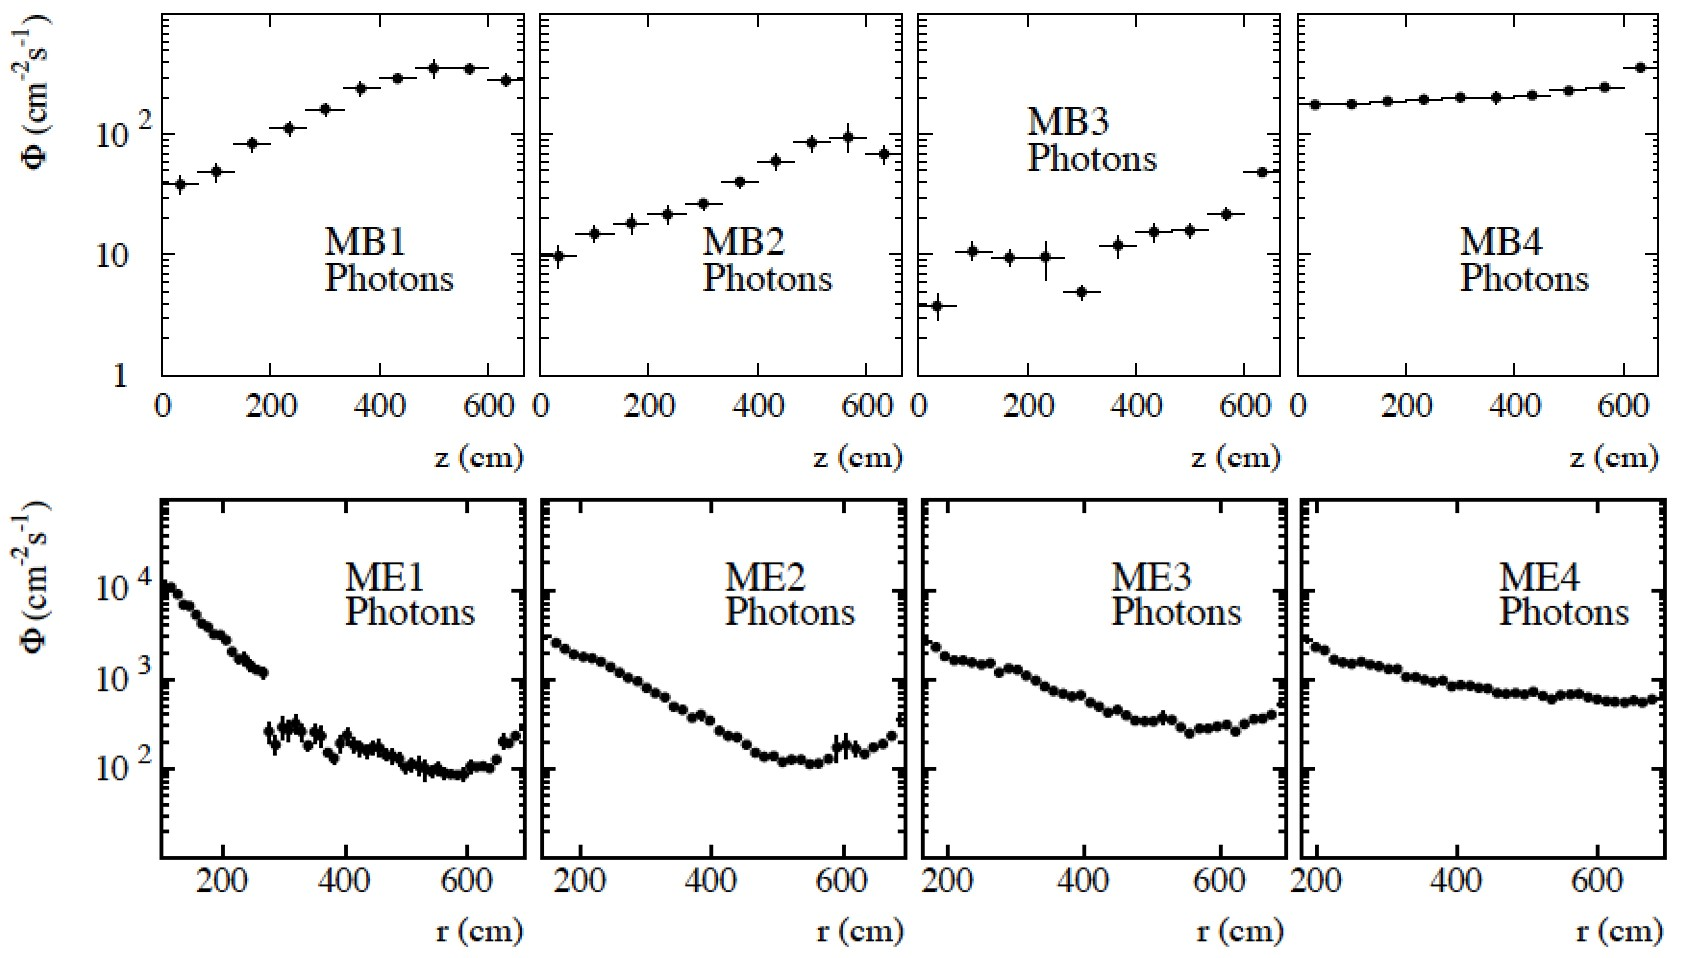 Φ (cm⁻²s⁻¹)
10²
10
1
MB1
Photons
MB2
Photons
MB3
Photons
MB4
Photons
0 200 400 600 0 200 400 600 0 200 400 600 0 200 400 600
z (cm) z (cm) z (cm) z (cm)
Φ (cm⁻²s⁻¹)
10⁴
10³
10²
ME1
Photons
ME2
Photons
ME3
Photons
ME4
Photons
200 400 600 200 400 600 200 400 600 200 400 600
r (cm) r (cm) r (cm) r (cm)